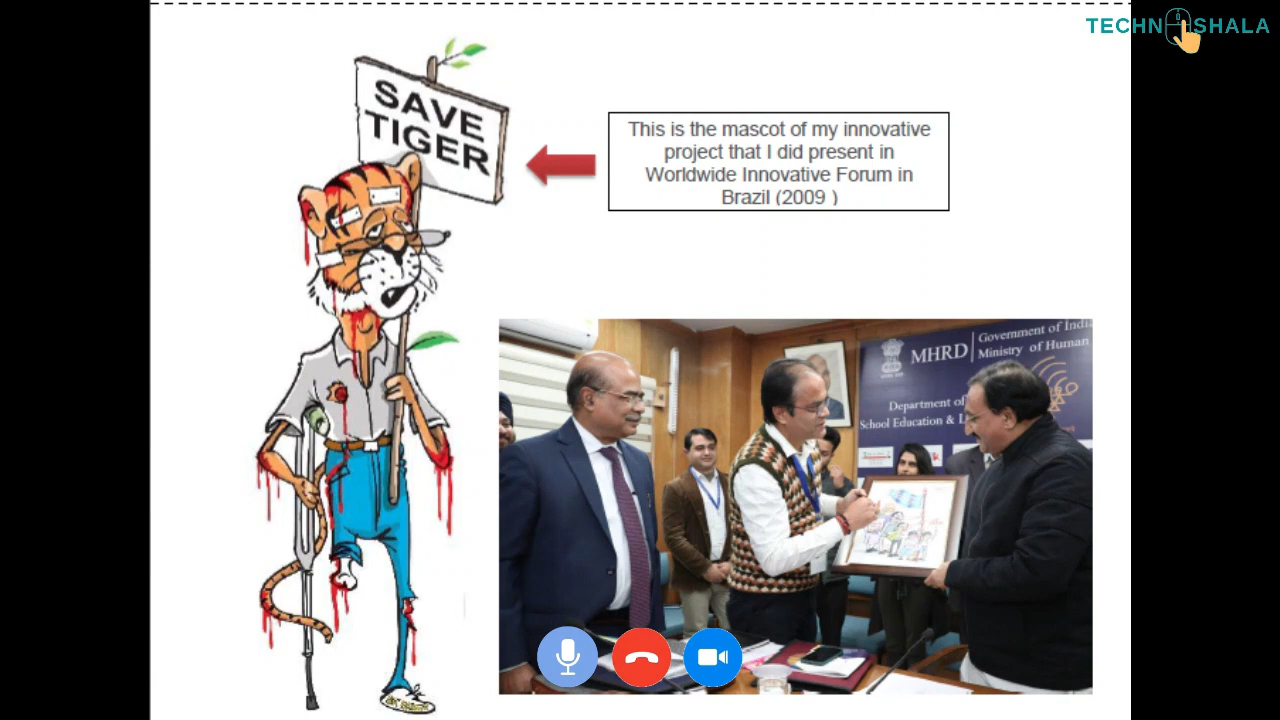 TECHNOSHALA
SAVE
TIGER
This is the mascot of my innovative
project that I did present in
Worldwide Innovative Forum in
Brazil (2009 )
MHRD
Government of India
Ministry of Human
Department of
School Education & L